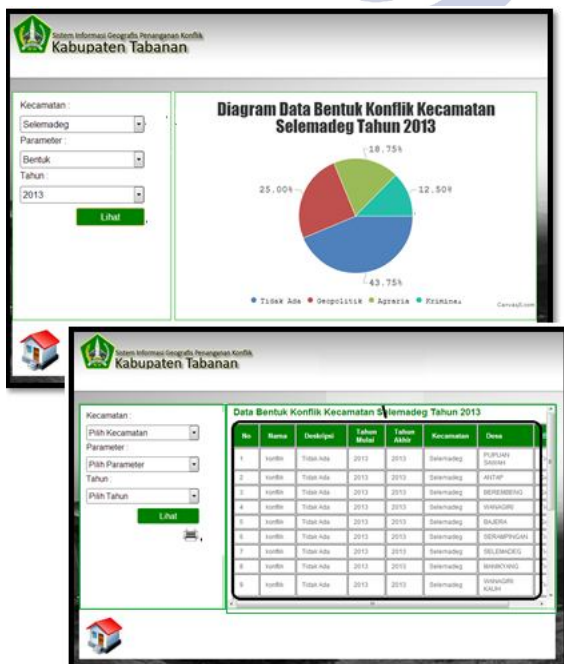 Sistem Informasi Geografis Penanganan Konflik
Kabupaten Tabanan
Kecamatan :
Selemadeg
Parameter :
Bentuk
Tahun :
2013
Lihat
Diagram Data Bentuk Konflik Kecamatan
Selemadeg Tahun 2013
18.75%
25.00%
12.50%
43.75%
Tidak Ada Geopolitik Agraria Kriminal
CanvasJS.com
Sistem Informasi Geografis Penanganan Konflik
Kabupaten Tabanan
Kecamatan :
Pilih Kecamatan
Parameter :
Pilih Parameter
Tahun :
Pilih Tahun
Lihat
Data Bentuk Konflik Kecamatan Selemadeg Tahun 2013
No Nama Deskripsi Tahun Mulai Tahun Akhir Kecamatan Desa
1 konflik Tidak Ada 2013 2013 Selemadeg PUPUAN SAWAH
2 konflik Tidak Ada 2013 2013 Selemadeg ANTAP
3 konflik Tidak Ada 2013 2013 Selemadeg BEREMBENG
4 konflik Tidak Ada 2013 2013 Selemadeg WANAGIRI
5 konflik Tidak Ada 2013 2013 Selemadeg BAJERA
6 konflik Tidak Ada 2013 2013 Selemadeg SERAMPINGAN
7 konflik Tidak Ada 2013 2013 Selemadeg SELEMADEG
8 konflik Tidak Ada 2013 2013 Selemadeg MANIKYANG
9 konflik Tidak Ada 2013 2013 Selemadeg WANAGIRI KAUH